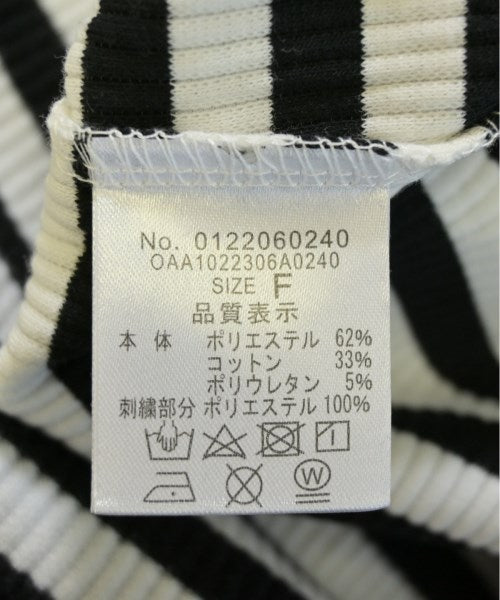 No. 0122060240
OAA1022306A0240
SIZE F
品質表示
本 体 ポリエステル 62%
コットン 33%
ポリウレタン 5%
刺繍部分 ポリエステル 100%
W